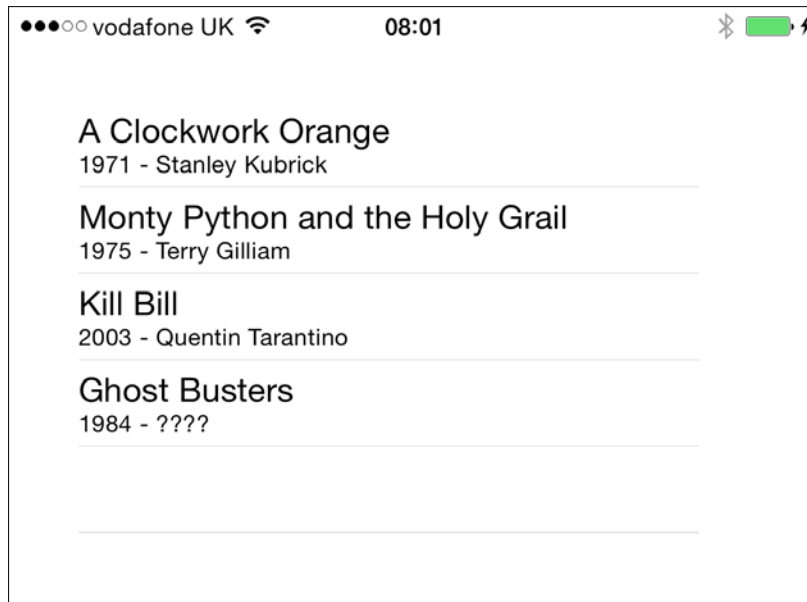 vodafone UK 08:01
A Clockwork Orange
1971 - Stanley Kubrick
Monty Python and the Holy Grail
1975 - Terry Gilliam
Kill Bill
2003 - Quentin Tarantino
Ghost Busters
1984 - ????